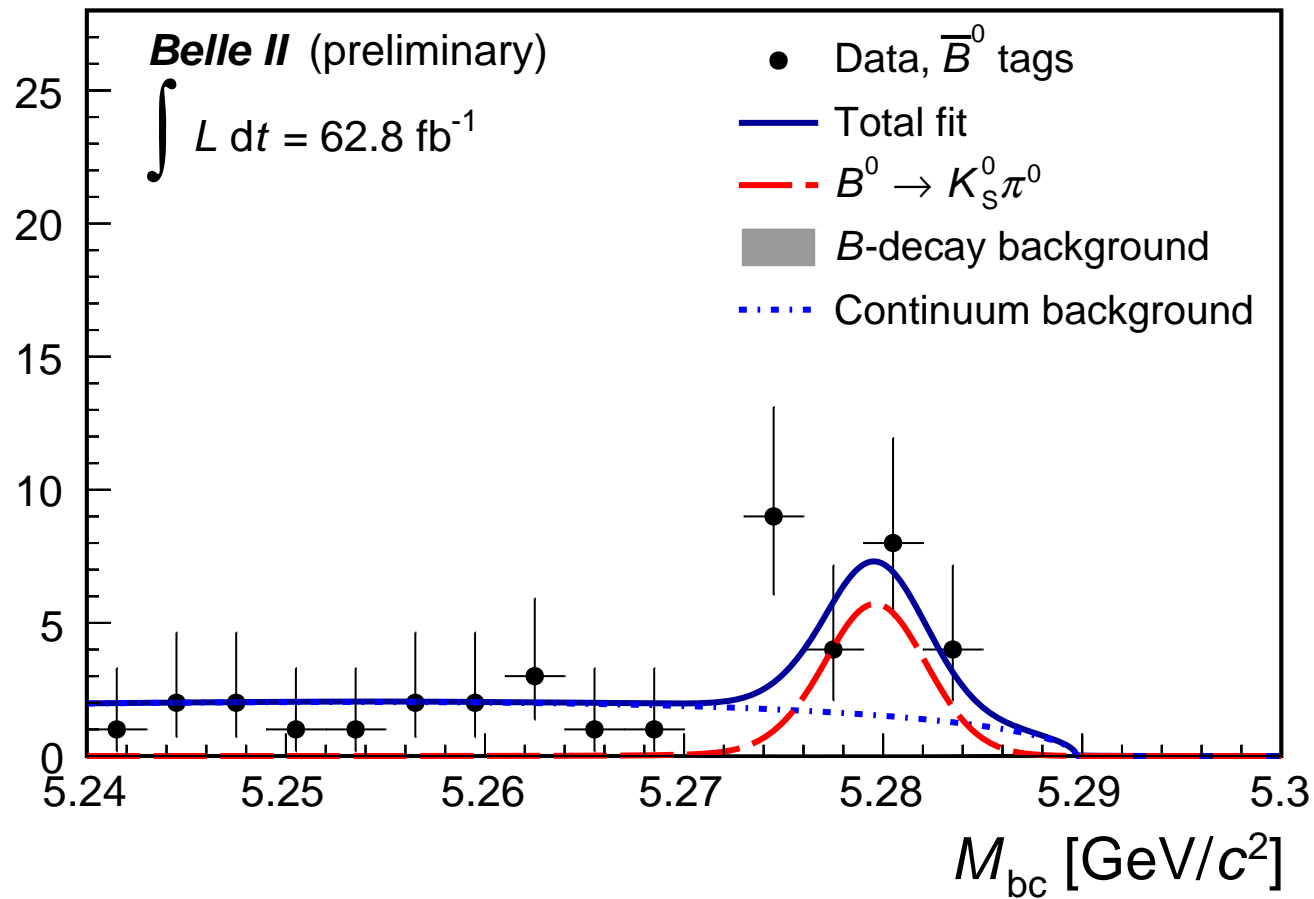 Belle II (preliminary)
∫ L dt = 62.8 fb⁻¹
Data, B̅⁰ tags
Total fit
B⁰ → K_S⁰π⁰
B-decay background
Continuum background
25
20
15
10
5
0
5.24 5.25 5.26 5.27 5.28 5.29 5.3
M_bc [GeV/c²]